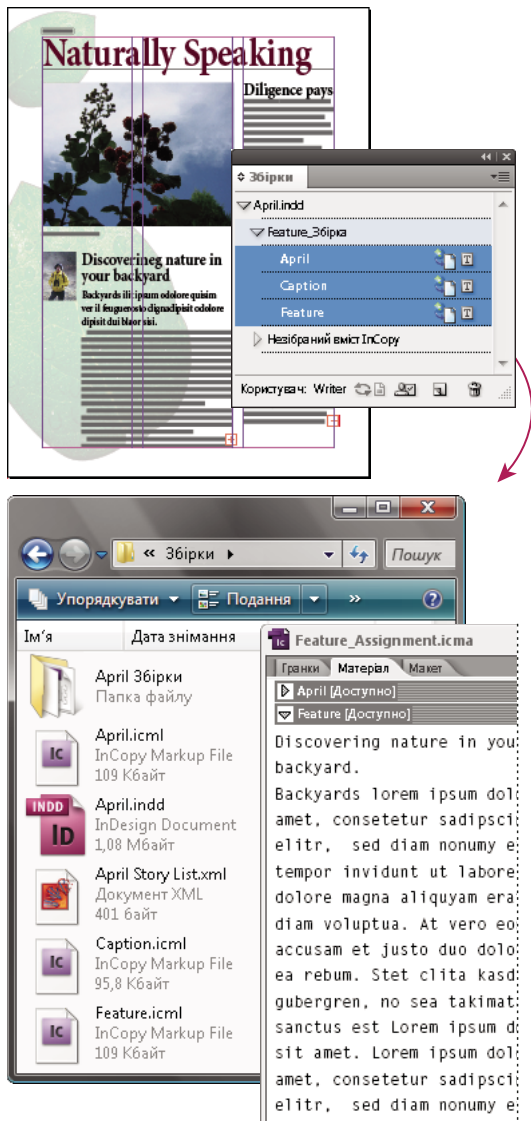 Naturally Speaking
Diligence pays
Discoverineg nature in
your backyard
Backyards ilit ipsum odolore quisim
ver il feuguerosto dignadipisit odolore
dipisit dui blaor sisi.
Збірки
April.indd
Feature_Збірка
April
Caption
Feature
Незібраний вміст InCopy
Користувач: Writer
« Збірки
Пошук
Упорядкувати
Подання
»
Ім’я
Дата знімання
April Збірки
Папка файлу
April.icml
InCopy Markup File
109 Кбайт
April.indd
InDesign Document
1,08 Мбайт
April Story List.xml
Документ XML
401 байт
Caption.icml
InCopy Markup File
95,8 Кбайт
Feature.icml
InCopy Markup File
109 Кбайт
Feature_Assignment.icma
Гранки
Матеріал
Макет
April [Доступно]
Feature [Доступно]
Discovering nature in you
backyard.
Backyards lorem ipsum dol
amet, consetetur sadipsci
elitr, sed diam nonumy e
tempor invidunt ut labore
dolore magna aliquyam era
diam voluptua. At vero eo
accusam et justo duo dolo
ea rebum. Stet clita kasd
gubergren, no sea takimat
sanctus est Lorem ipsum d
sit amet. Lorem ipsum dol
amet, consetetur sadipsci
elitr, sed diam nonumy e